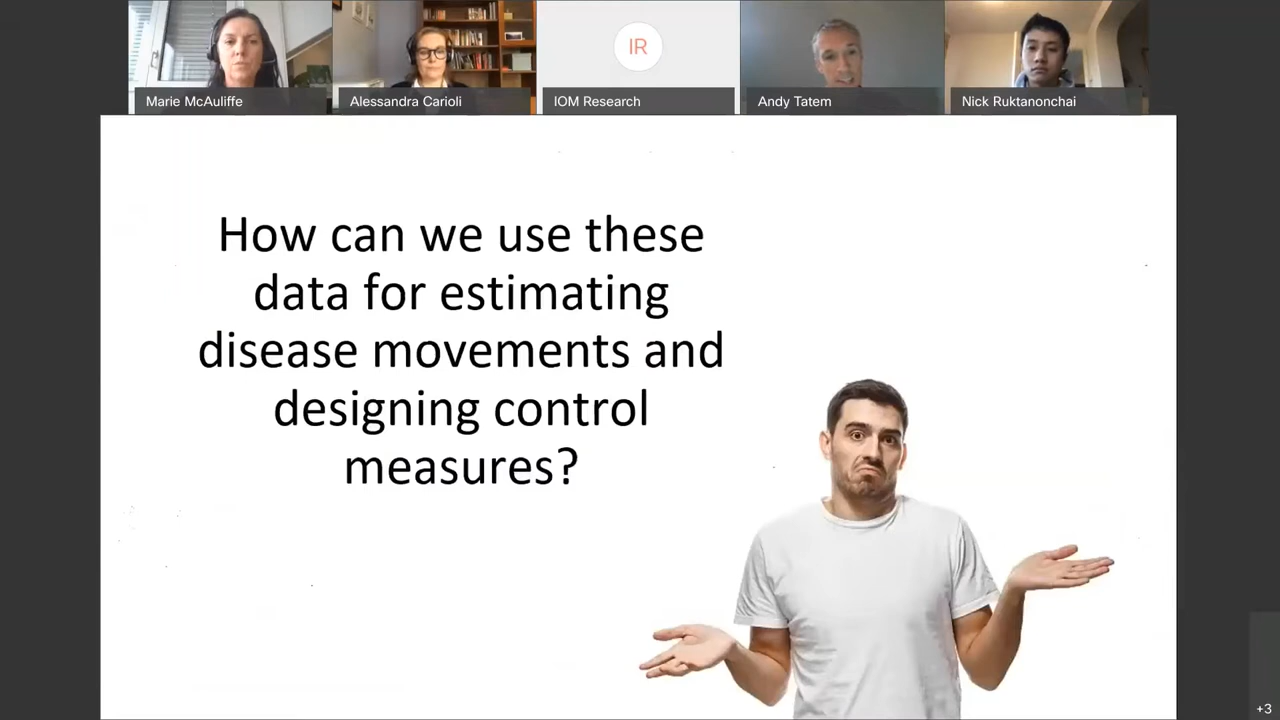 Marie McAuliffe
Alessandra Carioli
IR
IOM Research
Andy Tatem
Nick Ruktanonchai
How can we use these
data for estimating
disease movements and
designing control
measures?
+3